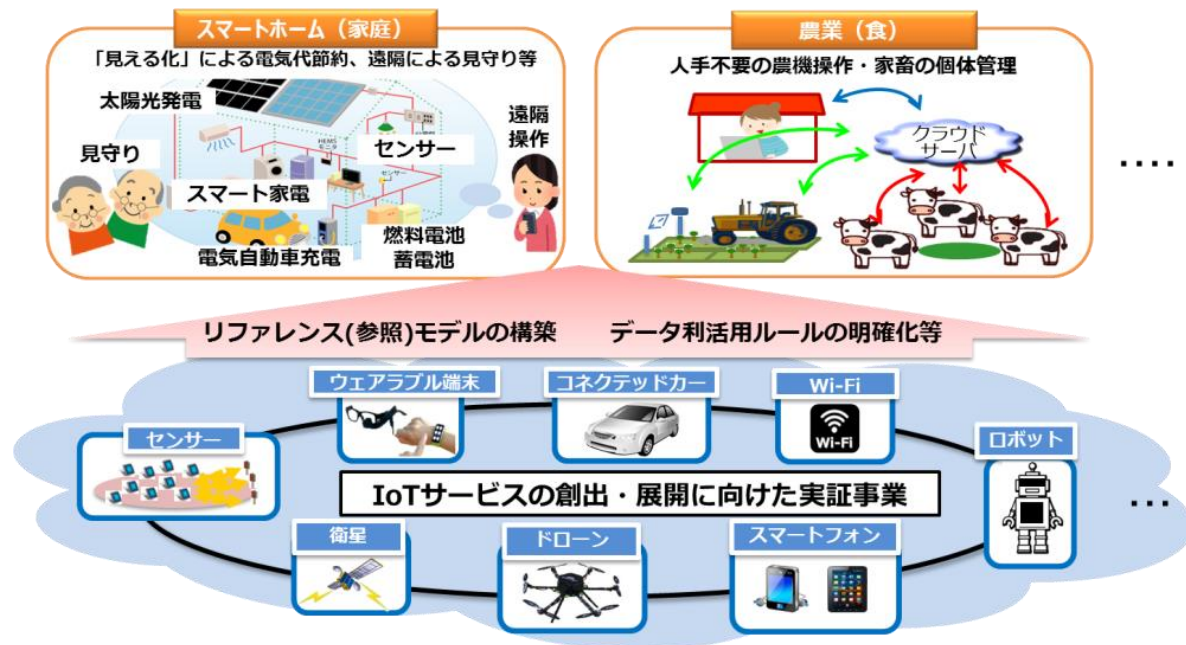 スマートホーム（家庭）
「見える化」による電気代節約、遠隔による見守り等
太陽光発電
遠隔
操作
HEMS
モニタ
センサー
見守り
センサー
スマート家電
電気自動車充電
燃料電池
蓄電池
農業（食）
人手不要の農機操作・家畜の個体管理
クラウド
サーバ
‥‥
リファレンス(参照)モデルの構築
データ利活用ルールの明確化等
ウェアラブル端末
コネクテッドカー
Wi-Fi
Wi-Fi
センサー
ロボット
IoTサービスの創出・展開に向けた実証事業
…
衛星
ドローン
スマートフォン